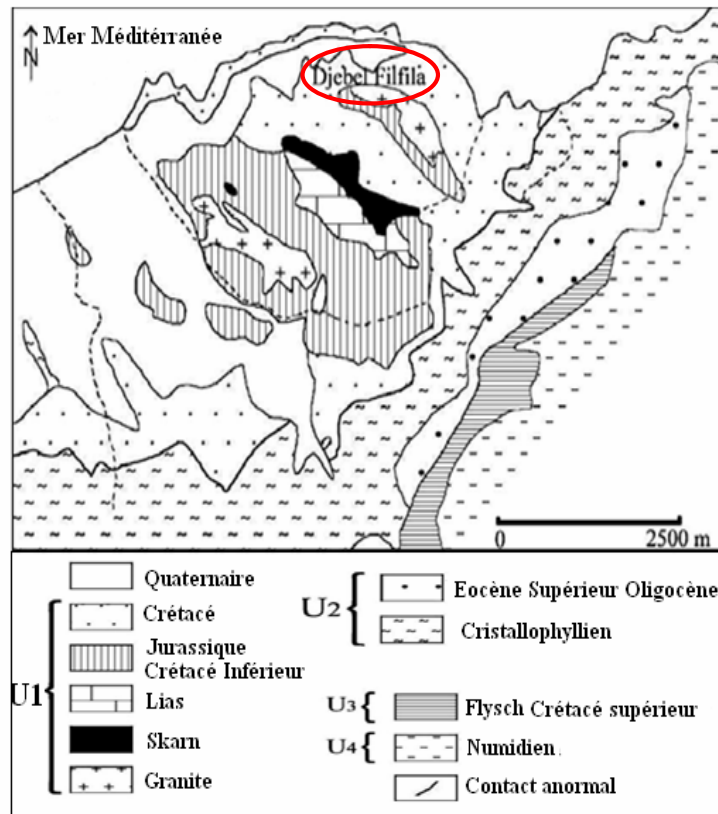 Mer Méditérranée
N
Djebel Filfila
0 2500 m
Quaternaire
U1
Crétacé
Jurassique
Crétacé Inférieur
Lias
Skarn
Granite
U2
Eocène Supérieur Oligocène
Cristallophyllien
U3
Flysch Crétacé supérieur
U4
Numidien
Contact anormal